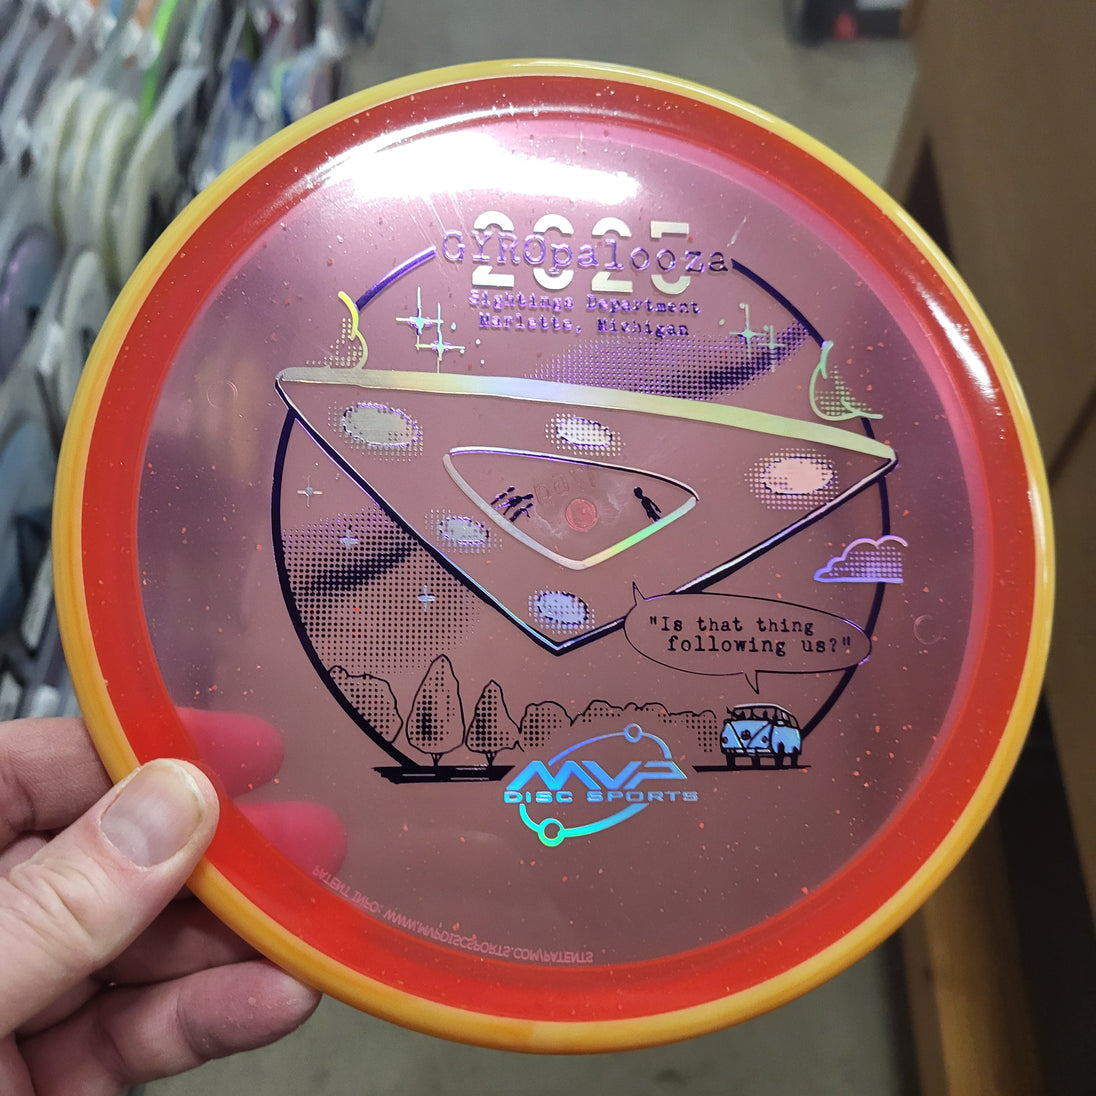 2025
GYROpalooza
Sightings Department
Marlette, Michigan
"Is that thing
following us?"
MVP
DISC SPORTS
PATENT INFO: WWW.MVPDISCSPORTS.COM/PATENTS